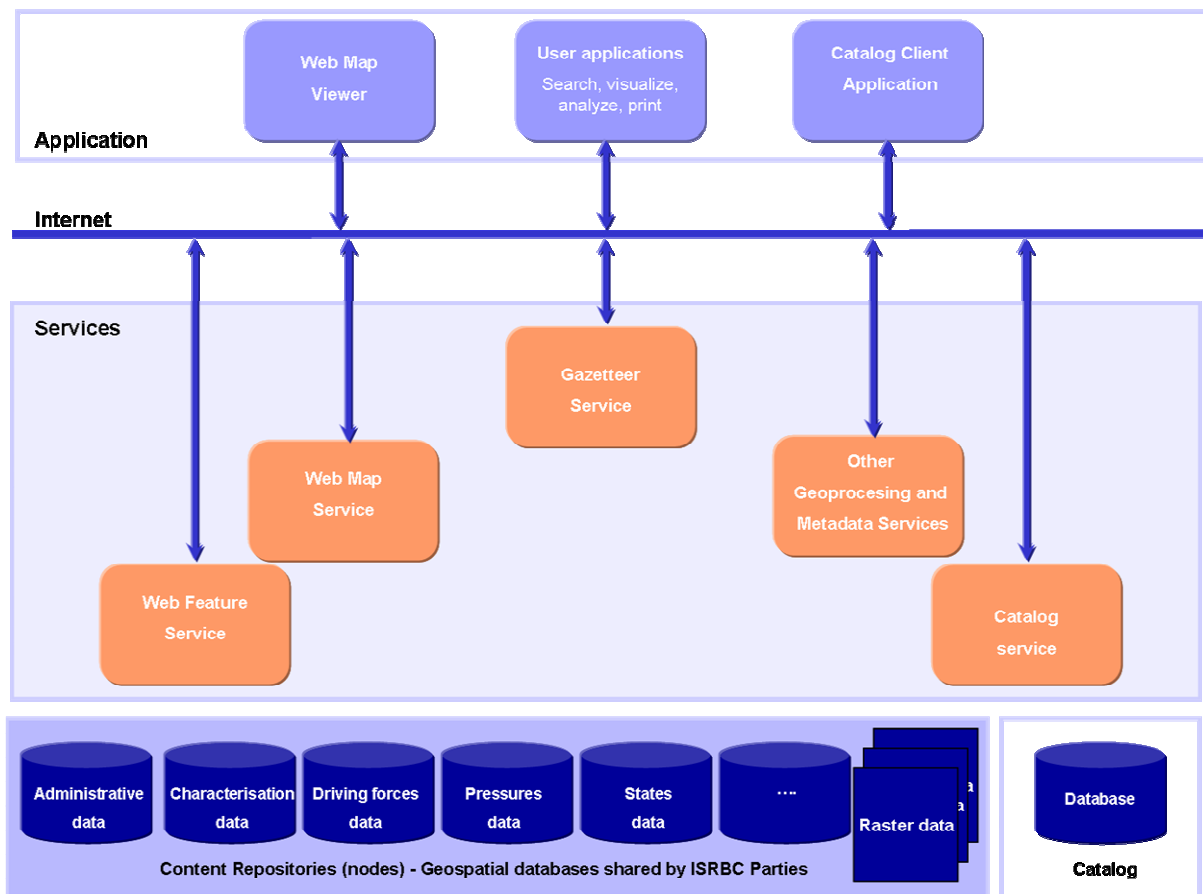 Web Map
Viewer
User applications
Search, visualize,
analyze, print
Catalog Client
Application
Application
Internet
Services
Gazetteer
Service
Web Map
Service
Other
Geoprocesing and
Metadata Services
Web Feature
Service
Catalog
service
Administrative
data
Characterisation
data
Driving forces
data
Pressures
data
States
data
....
Raster data
Database
Content Repositories (nodes) - Geospatial databases shared by ISRBC Parties
Catalog